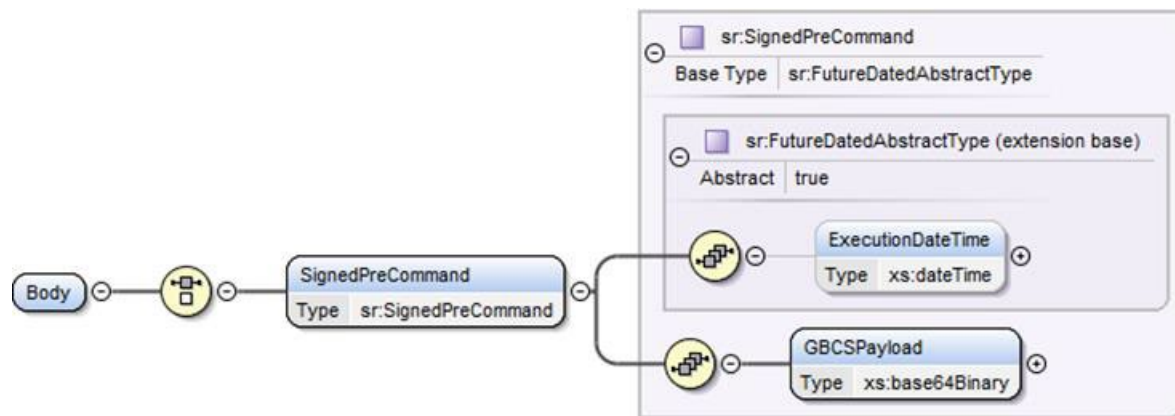 sr:SignedPreCommand
Base Type sr:FutureDatedAbstractType
sr:FutureDatedAbstractType (extension base)
Abstract true
ExecutionDateTime
Type xs:dateTime
Body
SignedPreCommand
Type sr:SignedPreCommand
GBCSPayload
Type xs:base64Binary